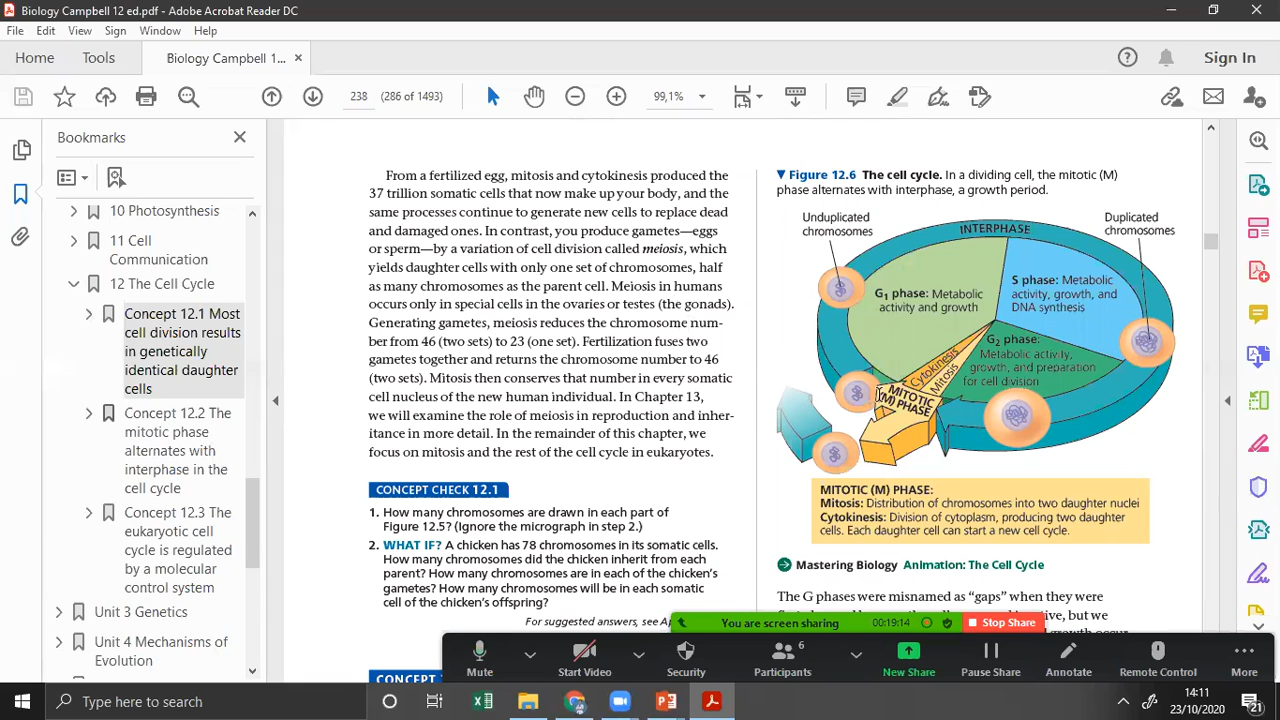 Biology Campbell 12 ed.pdf - Adobe Acrobat Reader DC
File Edit View Sign Window Help
Home Tools Biology Campbell 1... × Sign In
238 (286 of 1493) 99,1%
Bookmarks
10 Photosynthesis
11 Cell
Communication
12 The Cell Cycle
Concept 12.1 Most
cell division results
in genetically
identical daughter
cells
Concept 12.2 The
mitotic phase
alternates with
interphase in the
cell cycle
Concept 12.3 The
eukaryotic cell
cycle is regulated
by a molecular
control system
Unit 3 Genetics
Unit 4 Mechanisms of
Evolution
From a fertilized egg, mitosis and cytokinesis produced the
37 trillion somatic cells that now make up your body, and the
same processes continue to generate new cells to replace dead
and damaged ones. In contrast, you produce gametes—eggs
or sperm—by a variation of cell division called meiosis, which
yields daughter cells with only one set of chromosomes, half
as many chromosomes as the parent cell. Meiosis in humans
occurs only in special cells in the ovaries or testes (the gonads).
Generating gametes, meiosis reduces the chromosome num-
ber from 46 (two sets) to 23 (one set). Fertilization fuses two
gametes together and returns the chromosome number to 46
(two sets). Mitosis then conserves that number in every somatic
cell nucleus of the new human individual. In Chapter 13,
we will examine the role of meiosis in reproduction and inher-
itance in more detail. In the remainder of this chapter, we
focus on mitosis and the rest of the cell cycle in eukaryotes.
CONCEPT CHECK 12.1
1. How many chromosomes are drawn in each part of
Figure 12.5? (Ignore the micrograph in step 2.)
2. WHAT IF? A chicken has 78 chromosomes in its somatic cells.
How many chromosomes did the chicken inherit from each
parent? How many chromosomes are in each of the chicken's
gametes? How many chromosomes will be in each somatic
cell of the chicken's offspring?
For suggested answers, see
CONCEPT
▼ Figure 12.6 The cell cycle. In a dividing cell, the mitotic (M)
phase alternates with interphase, a growth period.
Unduplicated
chromosomes
Duplicated
chromosomes
INTERPHASE
G1 phase: Metabolic
activity and growth
S phase: Metabolic
activity, growth, and
DNA synthesis
G2 phase:
Metabolic activity,
growth, and preparation
for cell division
Cytokinesis
Mitosis
MITOTIC
(M) PHASE
MITOTIC (M) PHASE:
Mitosis: Distribution of chromosomes into two daughter nuclei
Cytokinesis: Division of cytoplasm, producing two daughter
cells. Each daughter cell can start a new cell cycle.
Mastering Biology Animation: The Cell Cycle
The G phases were misnamed as "gaps" when they were
but we
You are screen sharing 00:19:14 Stop Share
Mute Start Video Security Participants 6 New Share Pause Share Annotate Remote Control More
Type here to search
14:11
23/10/2020
21